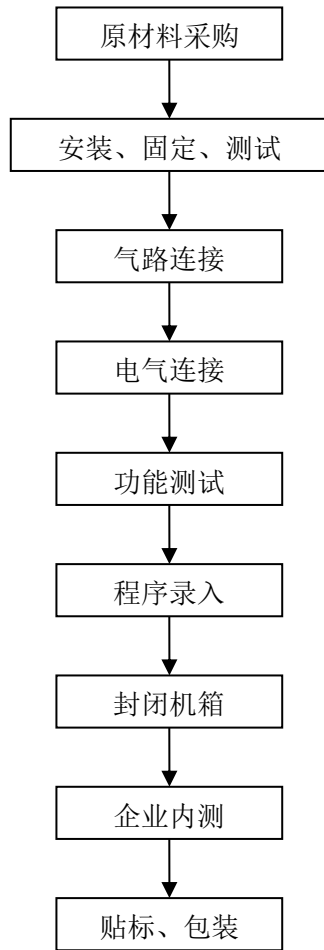 原材料采购
安装、固定、测试
气路连接
电气连接
功能测试
程序录入
封闭机箱
企业内测
贴标、包装